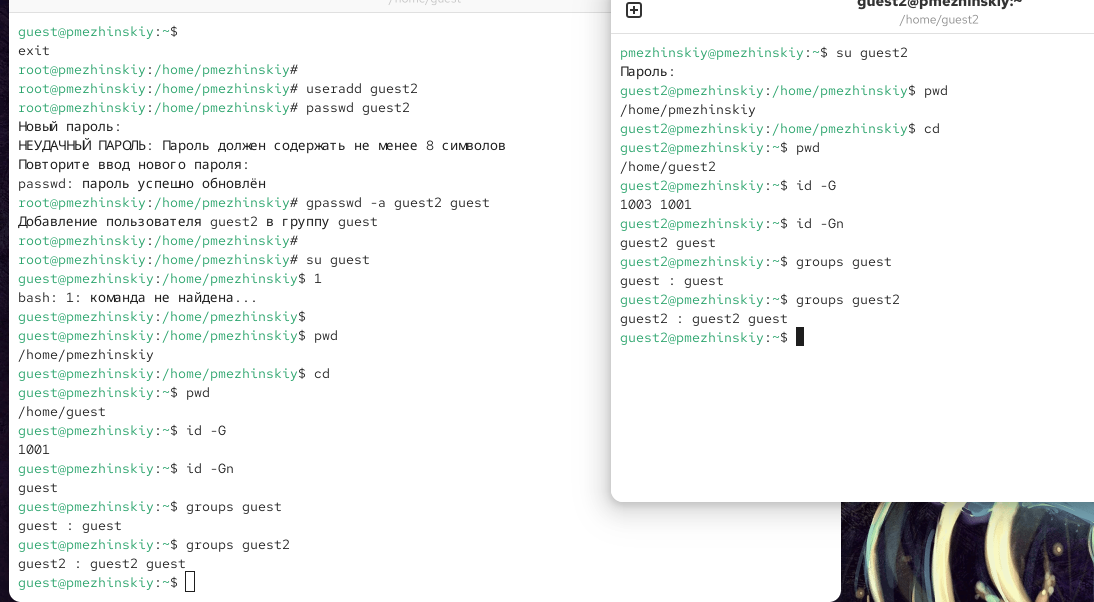 /home/guest
guest@pmezhinskiy:~$
exit
root@pmezhinskiy:/home/pmezhinskiy#
root@pmezhinskiy:/home/pmezhinskiy# useradd guest2
root@pmezhinskiy:/home/pmezhinskiy# passwd guest2
Новый пароль:
НЕУДАЧНЫЙ ПАРОЛЬ: Пароль должен содержать не менее 8 символов
Повторите ввод нового пароля:
passwd: пароль успешно обновлён
root@pmezhinskiy:/home/pmezhinskiy# gpasswd -a guest2 guest
Добавление пользователя guest2 в группу guest
root@pmezhinskiy:/home/pmezhinskiy#
root@pmezhinskiy:/home/pmezhinskiy# su guest
guest@pmezhinskiy:/home/pmezhinskiy$ 1
bash: 1: команда не найдена...
guest@pmezhinskiy:/home/pmezhinskiy$
guest@pmezhinskiy:/home/pmezhinskiy$ pwd
/home/pmezhinskiy
guest@pmezhinskiy:/home/pmezhinskiy$ cd
guest@pmezhinskiy:~$ pwd
/home/guest
guest@pmezhinskiy:~$ id -G
1001
guest@pmezhinskiy:~$ id -Gn
guest
guest@pmezhinskiy:~$ groups guest
guest : guest
guest@pmezhinskiy:~$ groups guest2
guest2 : guest2 guest
guest@pmezhinskiy:~$
guest2@pmezhinskiy:~
/home/guest2
pmezhinskiy@pmezhinskiy:~$ su guest2
Пароль:
guest2@pmezhinskiy:/home/pmezhinskiy$ pwd
/home/pmezhinskiy
guest2@pmezhinskiy:/home/pmezhinskiy$ cd
guest2@pmezhinskiy:~$ pwd
/home/guest2
guest2@pmezhinskiy:~$ id -G
1003 1001
guest2@pmezhinskiy:~$ id -Gn
guest2 guest
guest2@pmezhinskiy:~$ groups guest
guest : guest
guest2@pmezhinskiy:~$ groups guest2
guest2 : guest2 guest
guest2@pmezhinskiy:~$